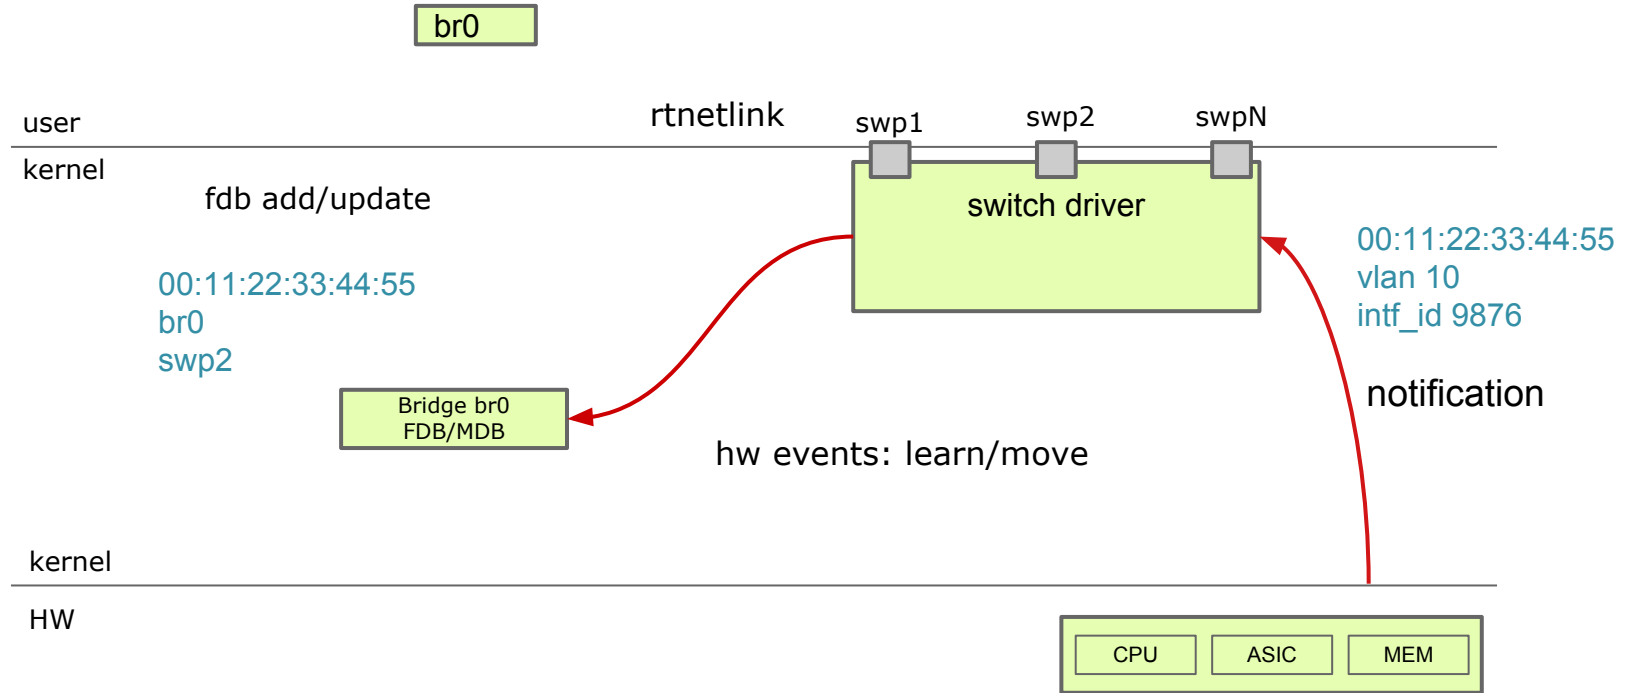 br0
user
rtnetlink
swp1
swp2
swpN
kernel
fdb add/update
switch driver
00:11:22:33:44:55
vlan 10
intf_id 9876
00:11:22:33:44:55
br0
swp2
notification
Bridge br0
FDB/MDB
hw events: learn/move
kernel
HW
CPU
ASIC
MEM